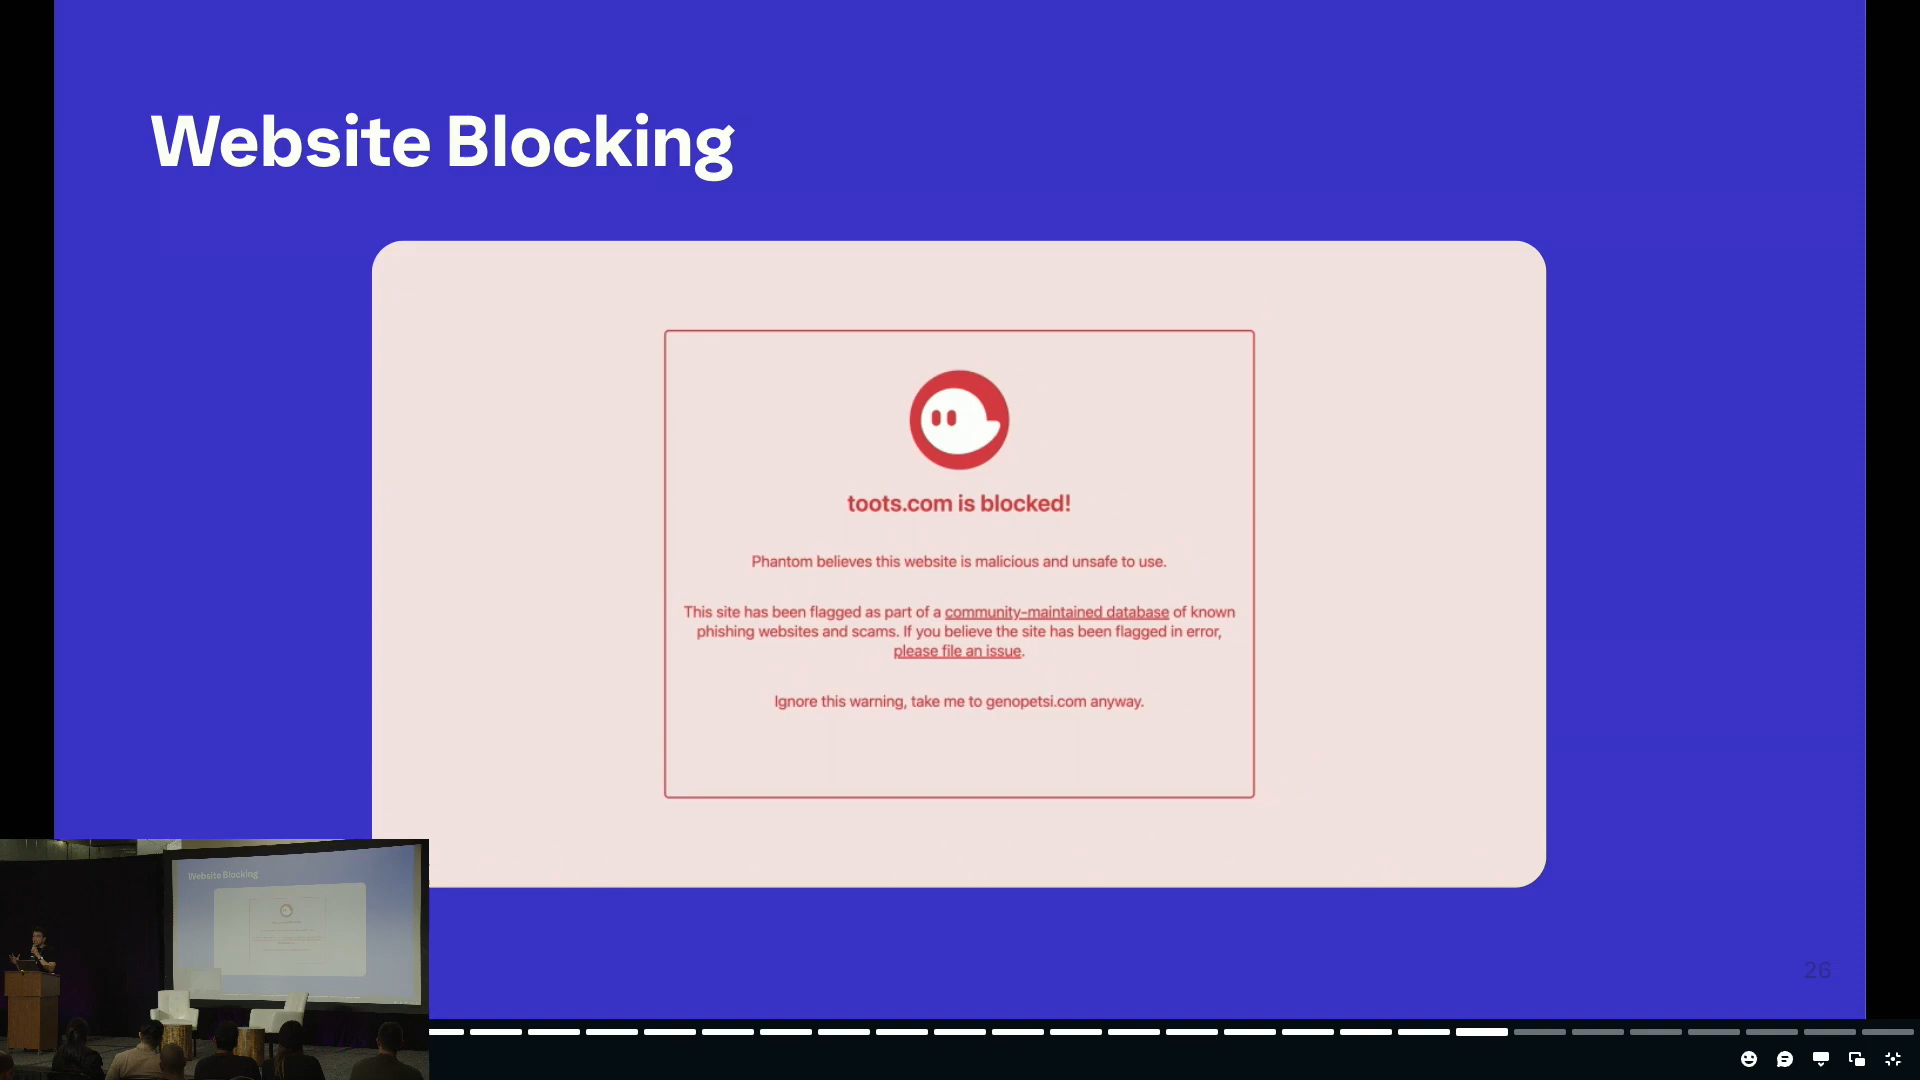 Website Blocking
toots.com is blocked!
Phantom believes this website is malicious and unsafe to use.
This site has been flagged as part of a community-maintained database of known
phishing websites and scams. If you believe the site has been flagged in error,
please file an issue.
Ignore this warning, take me to genopetsi.com anyway.
26
Website Blocking